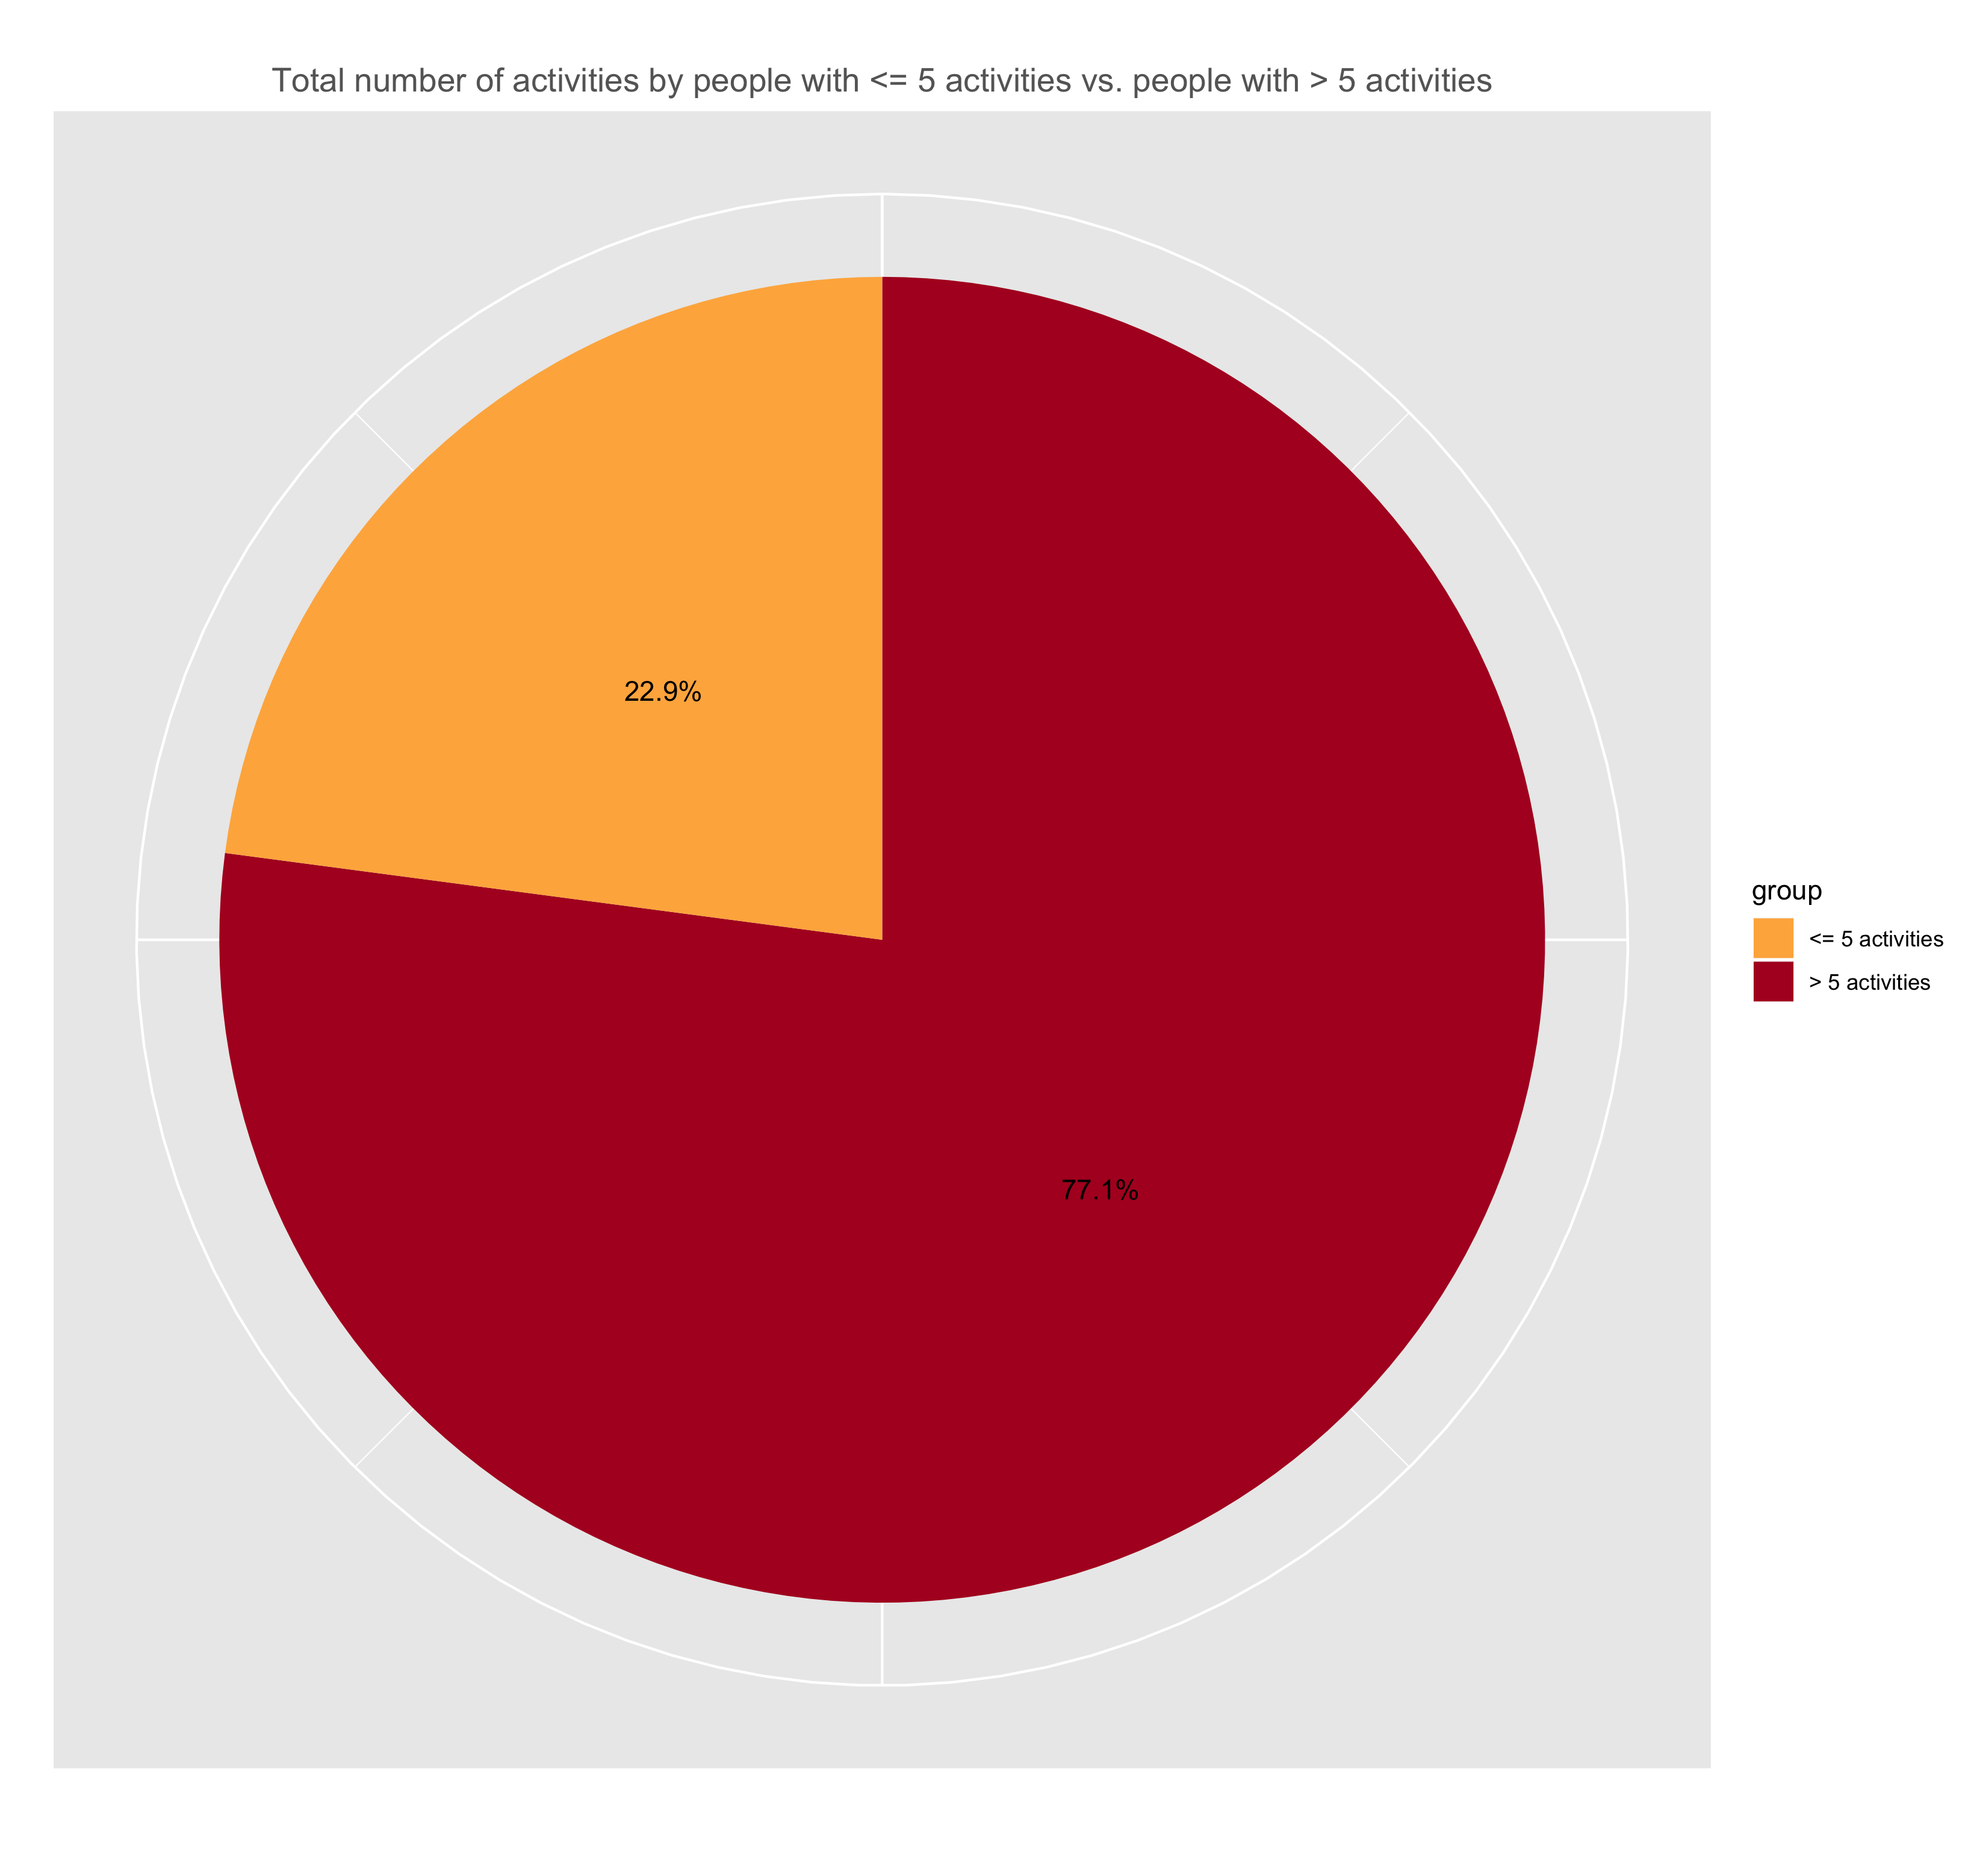 Total number of activities by people with <= 5 activities vs. people with > 5 activities
22.9%
77.1%
group
<= 5 activities
> 5 activities